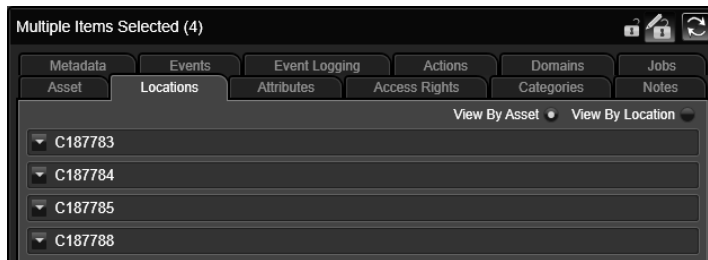 Multiple Items Selected (4)
Metadata Events Event Logging Actions Domains Jobs
Asset Locations Attributes Access Rights Categories Notes
View By Asset View By Location
C187783
C187784
C187785
C187788